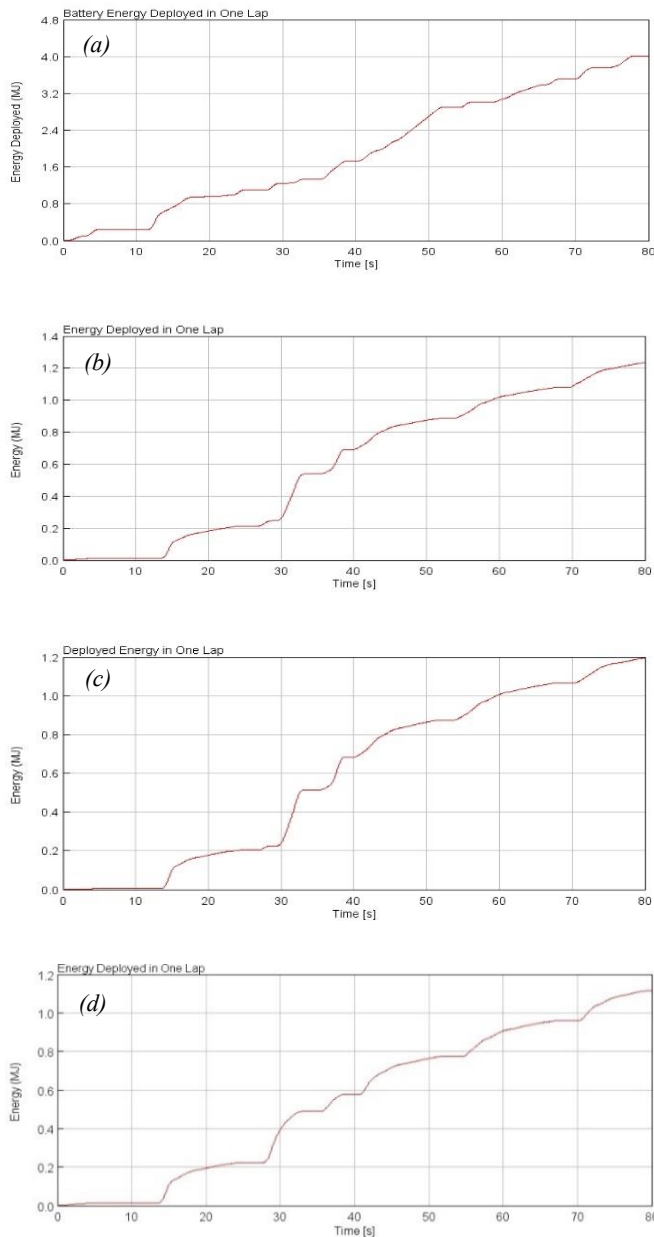 Battery Energy Deployed in One Lap
(a)
4.8
4.0
3.2
2.4
1.6
0.8
0.0
Energy Deployed (MJ)
0 10 20 30 40 50 60 70 80
Time [s]
Energy Deployed in One Lap
(b)
1.4
1.2
1.0
0.8
0.6
0.4
0.2
0.0
Energy (MJ)
0 10 20 30 40 50 60 70 80
Time [s]
Deployed Energy in One Lap
(c)
1.2
1.0
0.8
0.6
0.4
0.2
0.0
Energy (MJ)
0 10 20 30 40 50 60 70 80
Time [s]
Energy Deployed in One Lap
(d)
1.2
1.0
0.8
0.6
0.4
0.2
0.0
Energy (MJ)
0 10 20 30 40 50 60 70 80
Time [s]